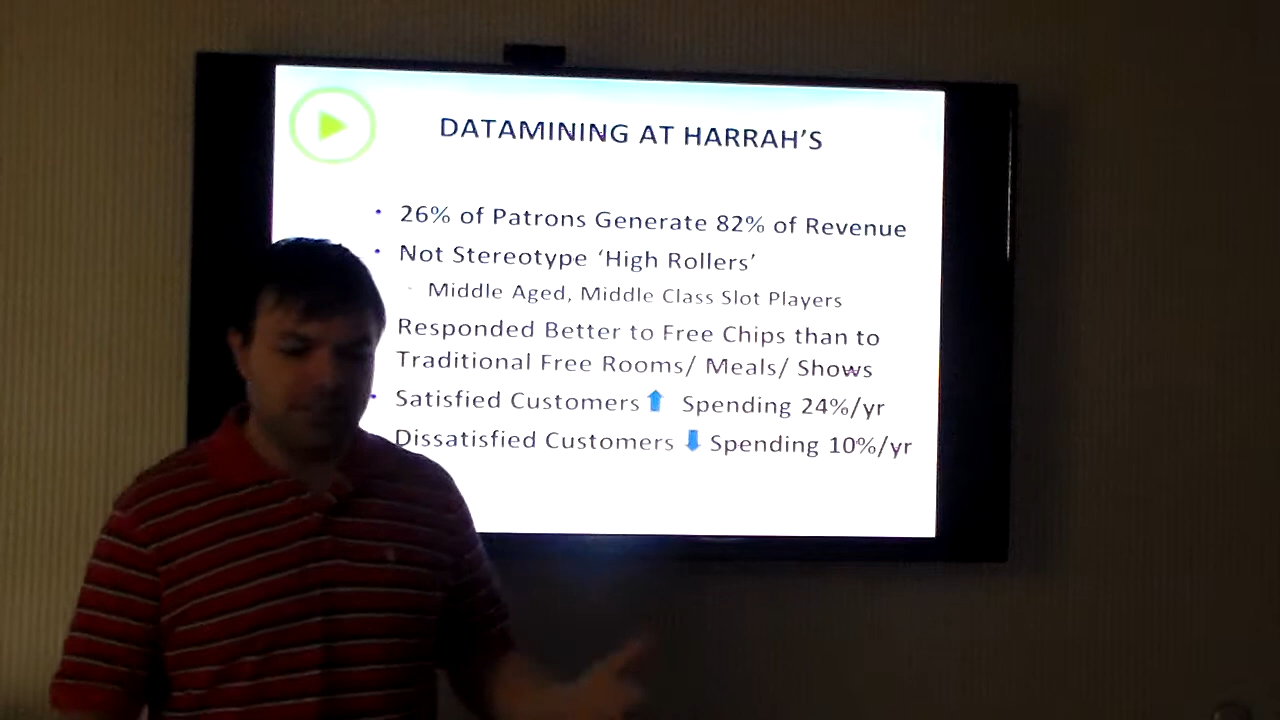 DATAMINING AT HARRAH'S
• 26% of Patrons Generate 82% of Revenue
• Not Stereotype ‘High Rollers’
- Middle Aged, Middle Class Slot Players
Responded Better to Free Chips than to
Traditional Free Rooms/ Meals/ Shows
• Satisfied Customers ⬆ Spending 24%/yr
Dissatisfied Customers ⬇ Spending 10%/yr